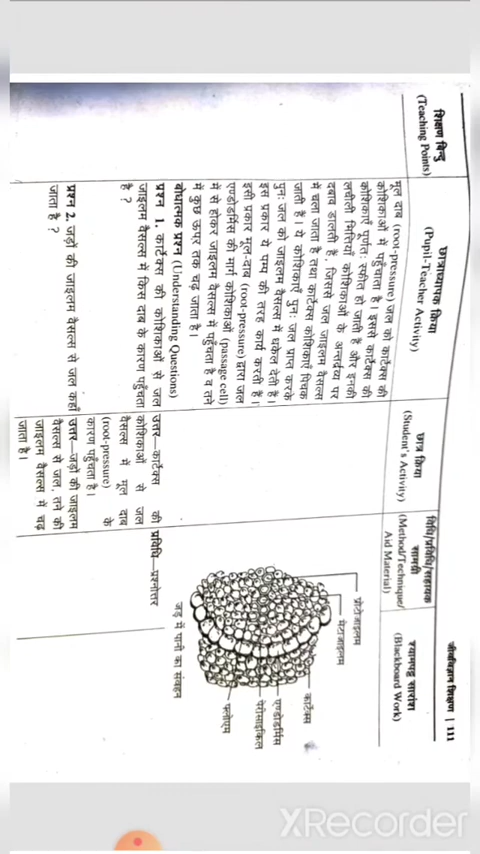 जीवविज्ञान शिक्षण | 111
शिक्षण बिन्दु
(Teaching Points)
छात्राध्यापक क्रिया
(Pupil-Teacher Activity)
छात्र क्रिया
(Student's Activity)
विधि/प्रविधि/सहायक
सामग्री
(Method/Technique/
Aid Material)
श्यामपट्ट सारांश
(Blackboard Work)
मूल दाब (root-pressure) जल को कार्टेक्स की
कोशिकाओं में पहुँचाता है। इससे कार्टेक्स की
कोशिकाएँ पूर्णतः स्फीत हो जाती हैं और इनकी
लचीली भित्तियाँ कोशिकाओं के अन्तर्द्रव्य पर
दबाव डालती हैं, जिससे जल जाइलम वैसल्स
में चला जाता है तथा कार्टेक्स कोशिकाएँ पिचक
जाती हैं। ये कोशिकाएँ पुनः जल प्राप्त करके
पुनः जल को जाइलम वैसल्स में धकेल देती हैं।
इस प्रकार ये पम्प की तरह कार्य करती हैं।
इसी प्रकार मूल-दाब (root-pressure) द्वारा जल
एण्डोडर्मिस की मार्ग कोशिकाओं (passage cell)
में से होकर जाइलम वैसल्स में पहुँचता है व तने
में कुछ ऊपर तक चढ़ जाता है।
बोधात्मक प्रश्न (Understanding Questions)
प्रश्न 1. कार्टेक्स की कोशिकाओं से जल
जाइलम वैसल्स में किस दाब के कारण पहुँचता
है ?
उत्तर—कार्टेक्स की
कोशिकाओं से जल
वैसल्स में मूल दाब
(root-pressure) के
कारण पहुँचता है।
प्रविधि—प्रश्नोत्तर
प्रश्न 2. जड़ों की जाइलम वैसल्स से जल कहाँ
जाता है ?
उत्तर—जड़ों की जाइलम
वैसल्स से जल, तने की
जाइलम वैसल्स में चढ़
जाता है।
प्रोटोजाइलम
मेटाजाइलम
कार्टेक्स
एण्डोडर्मिस
पेरीसाइकिल
फ्लोएम
जड़ में पानी का संवहन
XRecorder